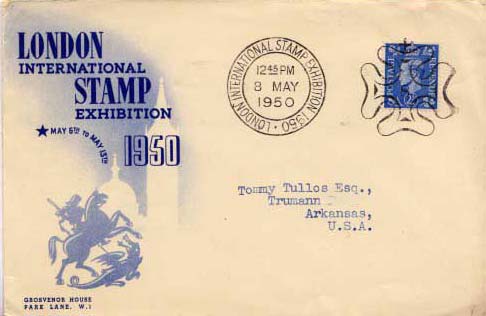 LONDON
INTERNATIONAL
STAMP
EXHIBITION
★ MAY 6TH TO MAY 13TH
1950
GROSVENOR HOUSE
PARK LANE, W.1
LONDON INTERNATIONAL STAMP EXHIBITION 1950
12 45 PM
8 MAY
1950
Tommy Tullos Esq.,
Trumann
Arkansas,
U.S.A.